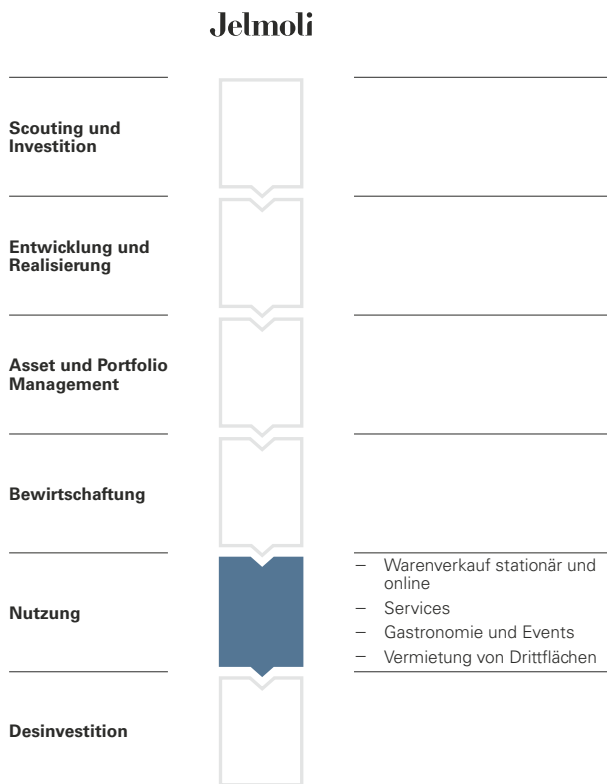 Jelmoli
Scouting und
Investition
Entwicklung und
Realisierung
Asset und Portfolio
Management
Bewirtschaftung
Nutzung
– Warenverkauf stationär und
online
– Services
– Gastronomie und Events
– Vermietung von Drittflächen
Desinvestition